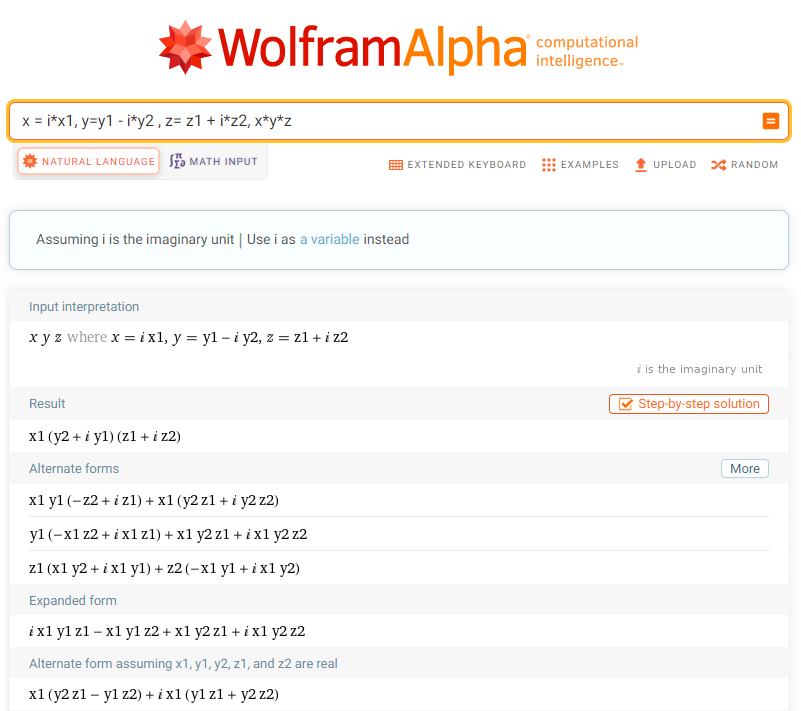 WolframAlpha computational intelligence™
x = i*x1, y=y1 - i*y2 , z= z1 + i*z2, x*y*z
NATURAL LANGUAGE MATH INPUT EXTENDED KEYBOARD EXAMPLES UPLOAD RANDOM
Assuming i is the imaginary unit | Use i as a variable instead
Input interpretation
x y z where x = i x1, y = y1 − i y2, z = z1 + i z2
i is the imaginary unit
Result Step-by-step solution
x1 (y2 + i y1) (z1 + i z2)
Alternate forms More
x1 y1 (−z2 + i z1) + x1 (y2 z1 + i y2 z2)
y1 (−x1 z2 + i x1 z1) + x1 y2 z1 + i x1 y2 z2
z1 (x1 y2 + i x1 y1) + z2 (−x1 y1 + i x1 y2)
Expanded form
i x1 y1 z1 − x1 y1 z2 + x1 y2 z1 + i x1 y2 z2
Alternate form assuming x1, y1, y2, z1, and z2 are real
x1 (y2 z1 − y1 z2) + i x1 (y1 z1 + y2 z2)